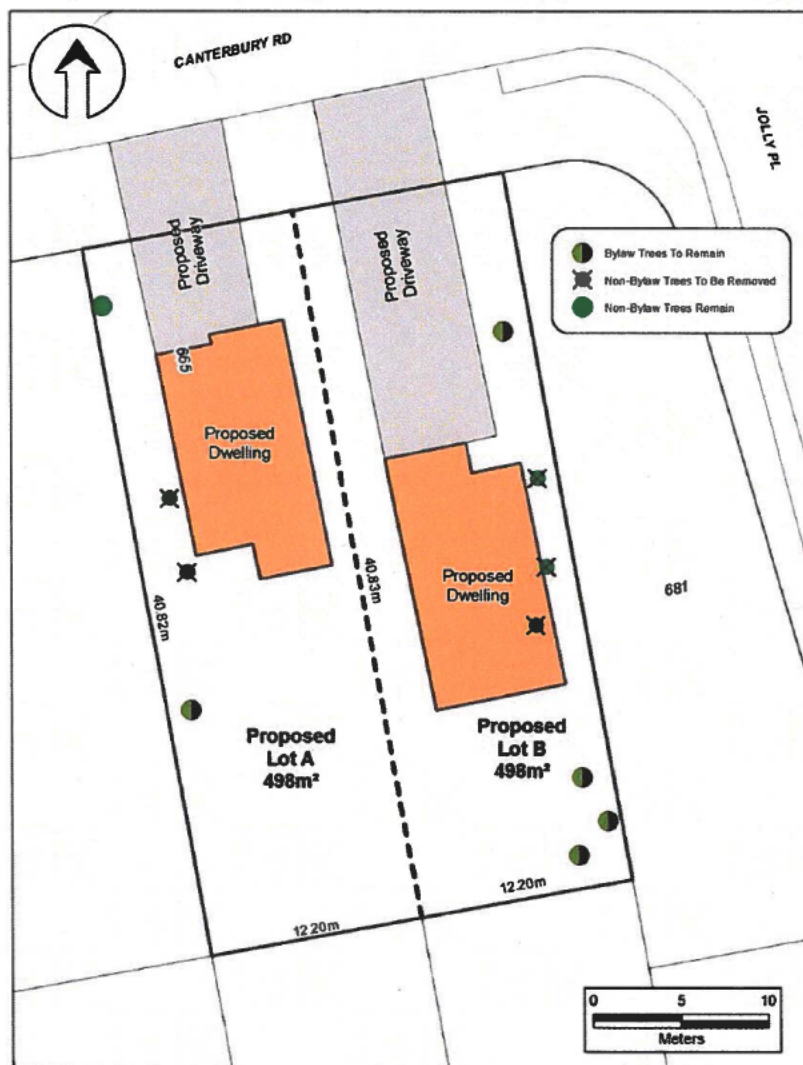 CANTERBURY RD
JOLLY PL.
Proposed
Driveway
Proposed
Driveway
Bylaw Trees To Remain
Non-Bylaw Trees To Be Removed
Non-Bylaw Trees Remain
665
Proposed
Dwelling
Proposed
Dwelling
681
40.82m
40.83m
Proposed
Lot A
498m²
Proposed
Lot B
498m²
12.20m
12.20m
0 5 10
Meters